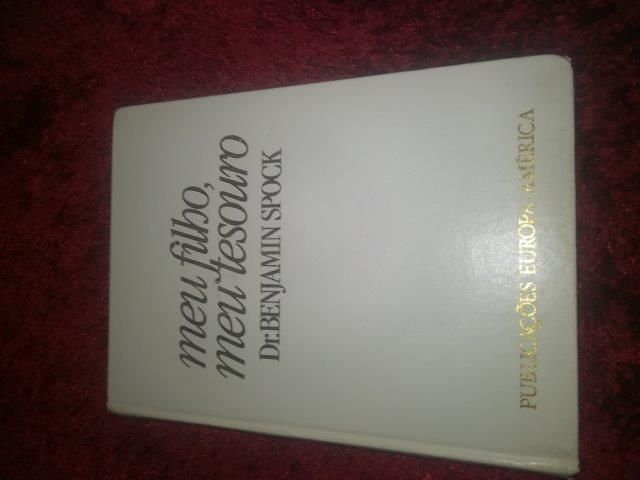 meu filho,
meu tesouro
Dr. BENJAMIN SPOCK
PUBLICAÇÕES EUROPA-AMÉRICA